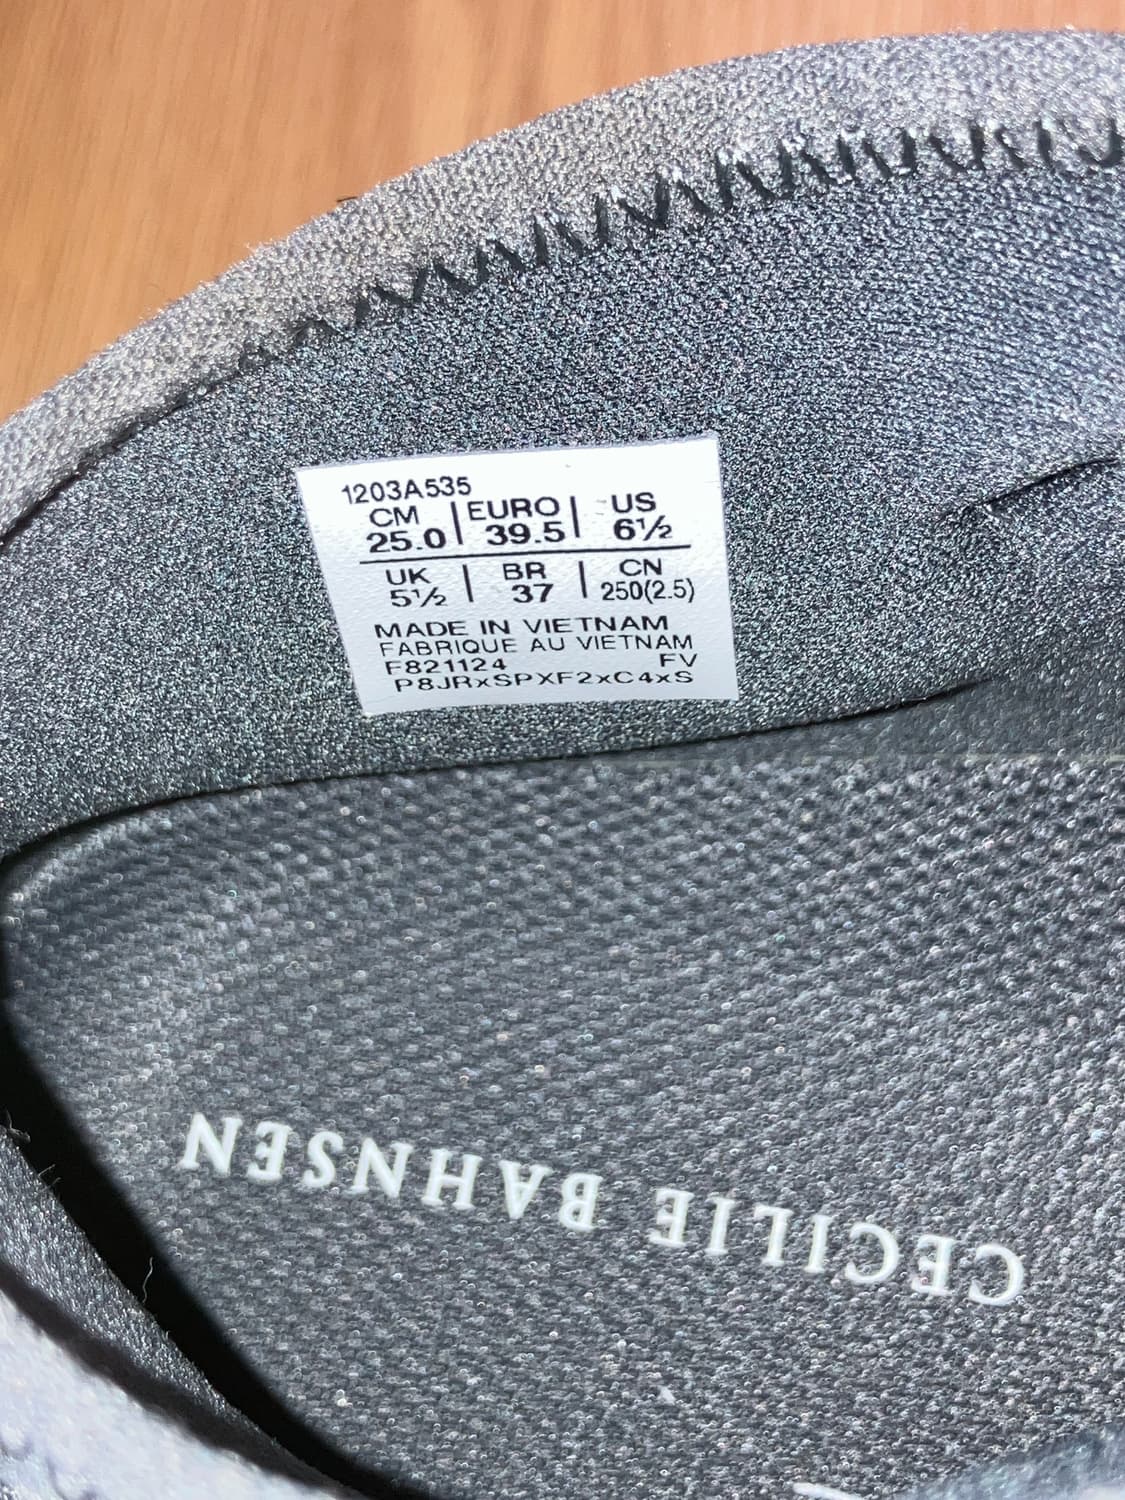 1203A535
CM | EURO | US
25.0 | 39.5 | 6½
UK | BR | CN
5½ | 37 | 250(2.5)
MADE IN VIETNAM
FABRIQUE AU VIETNAM
F821124 FV
P8JRxSPXF2xC4xS
CECILIE BAHNSEN